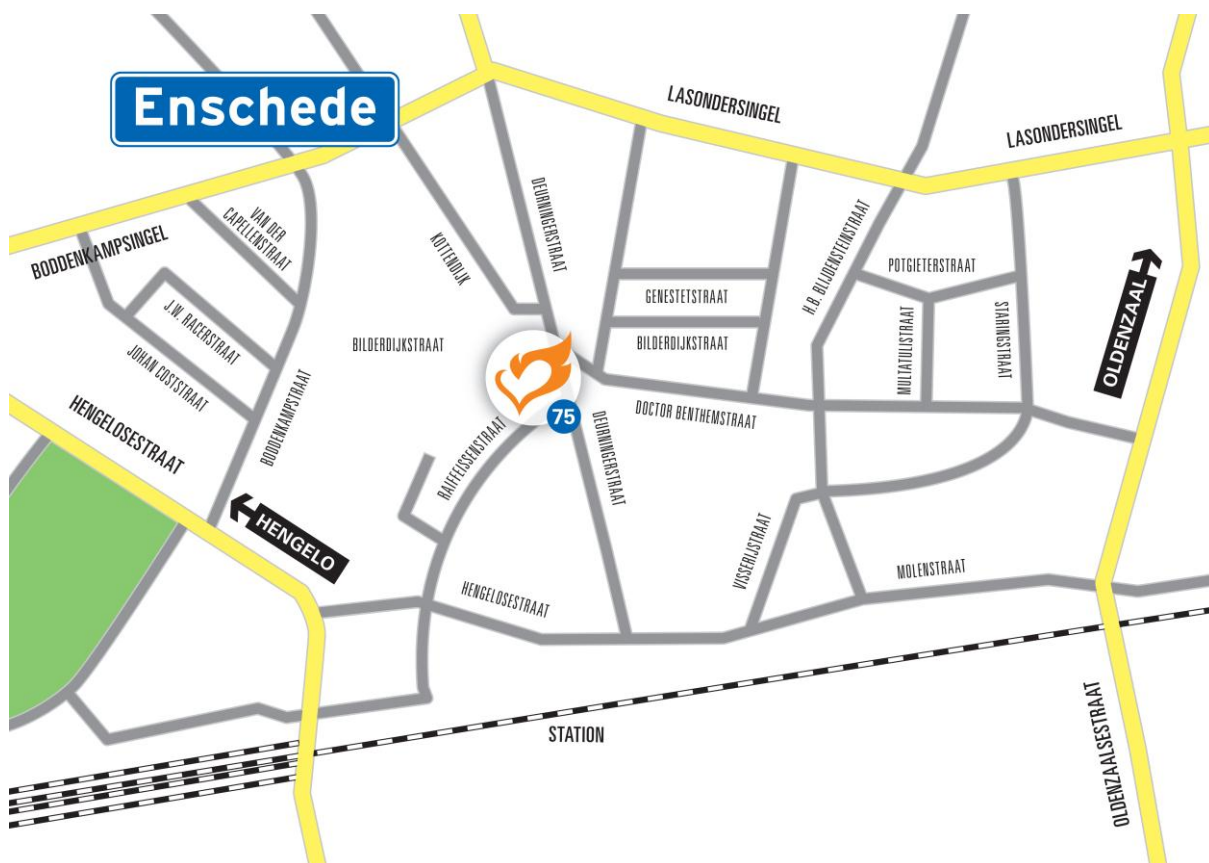 Enschede
LASONDERSINGEL
LASONDERSINGEL
BODDENKAMPSINGEL
VAN DER
CAPELLENSTRAAT
KOTTENDIJK
DEURNINGERSTRAAT
H.B. BLIJDENSTEINSTRAAT
POTGIETERSTRAAT
GENESTETSTRAAT
J.W. RACERSTRAAT
JOHAN COSTSTRAAT
BILDERDIJKSTRAAT
BILDERDIJKSTRAAT
MULTATULISTRAAT
STARINGSTRAAT
OLDENZAAL
HENGELOSESTRAAT
BODDENKAMPSTRAAT
RAIFFEISSENSTRAAT
75
DEURNINGERSTRAAT
DOCTOR BENTHEMSTRAAT
HENGELO
VISSERIJSTRAAT
MOLENSTRAAT
HENGELOSESTRAAT
STATION
OLDENZAALSESTRAAT